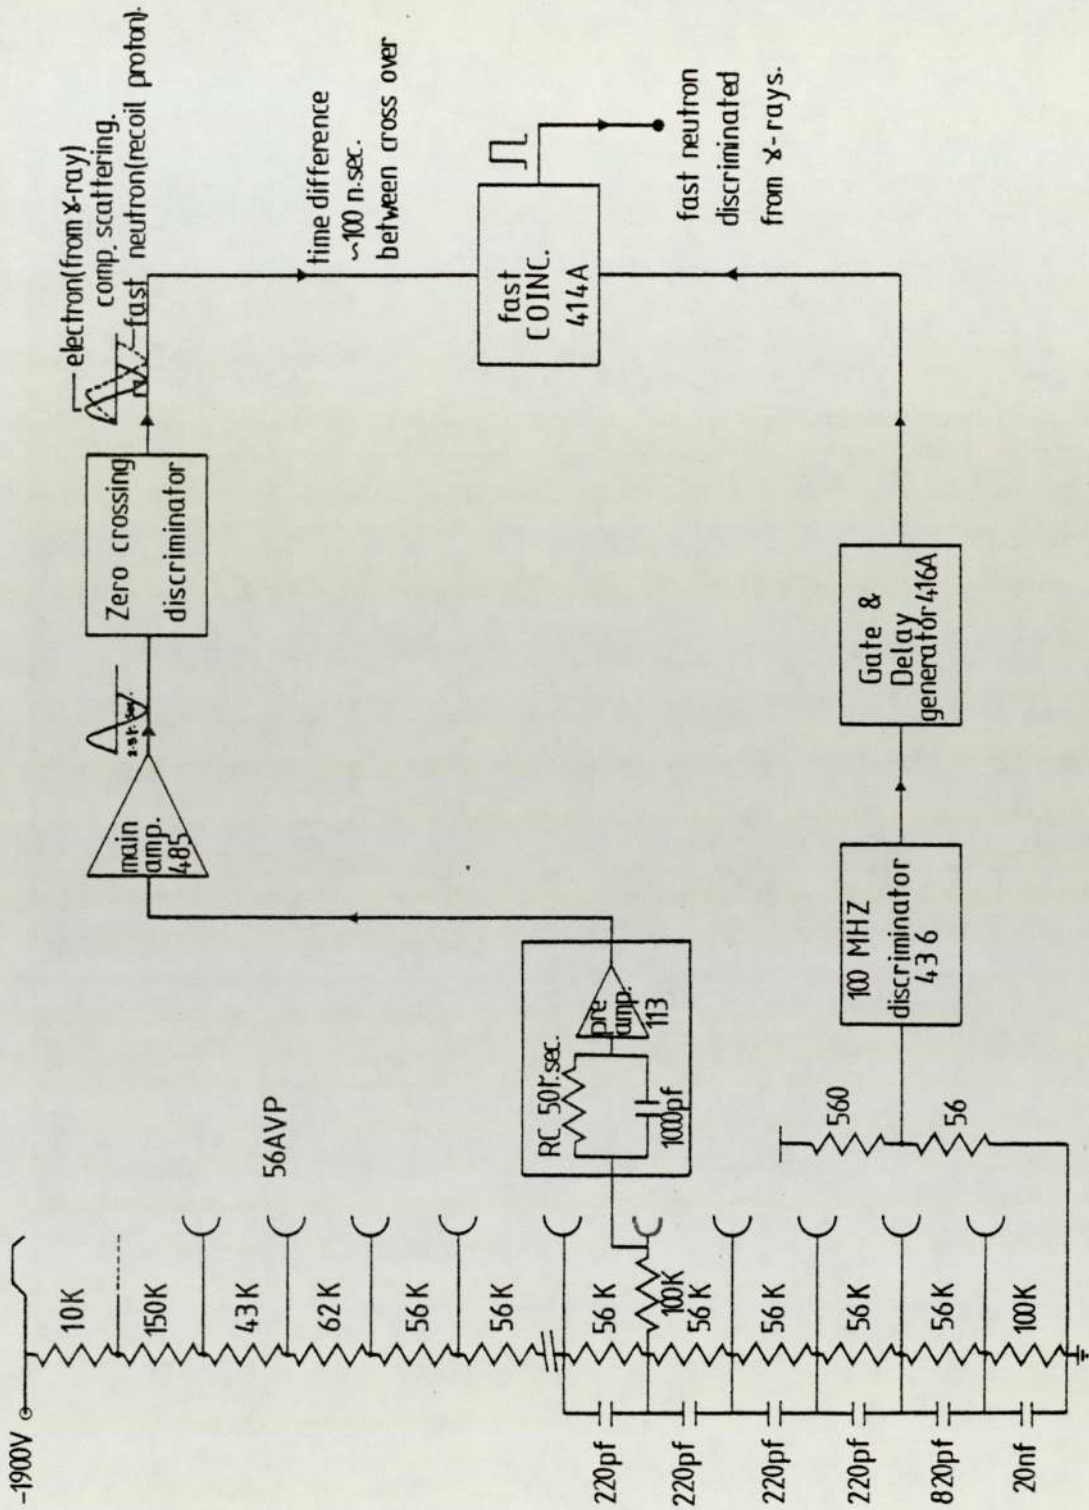 -1900V
10K
150K
43K
62K
56K
56K
56K
100K
56K
56K
56K
56K
100K
220pf
220pf
220pf
220pf
820pf
20nf
56AVP
RC 50μ.sec.
1000pf
pre
amp.
113
main
amp.
485
Zero crossing
discriminator
electron(from ɣ-ray)
comp. scattering.
fast neutron(recoil proton).
time difference
~100 n.sec.
between cross over
fast
COINC.
414A
fast neutron
discriminated
from ɣ-rays.
560
56
100 MHZ
discriminator
436
Gate &
Delay
generator416A